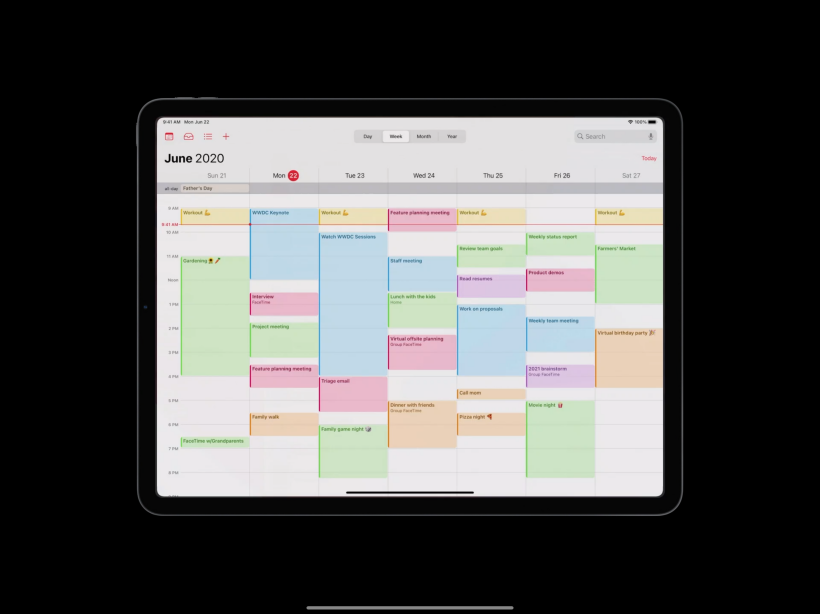 9:41 AM Mon Jun 22
100%
Day Week Month Year
Search
June 2020
Today
Sun 21 Mon 22 Tue 23 Wed 24 Thu 25 Fri 26 Sat 27
all-day Father's Day
9 AM
Workout 💪
WWDC Keynote
Workout 💪
Feature planning meeting
Workout 💪
Workout 💪
9:41 AM
10 AM
Watch WWDC Sessions
Weekly status report
Review team goals
Farmers' Market
11 AM
Gardening
Staff meeting
Product demos
Noon
Read resumes
Interview
FaceTime
Lunch with the kids
Home
1 PM
Work on proposals
Project meeting
Weekly team meeting
2 PM
Virtual offsite planning
Group FaceTime
Virtual birthday party 🎉
3 PM
Feature planning meeting
2021 brainstorm
Group FaceTime
4 PM
Triage email
Call mom
5 PM
Dinner with friends
Group FaceTime
Movie night
Family walk
Pizza night 🍕
6 PM
Family game night 🎲
FaceTime w/Grandparents
7 PM
8 PM